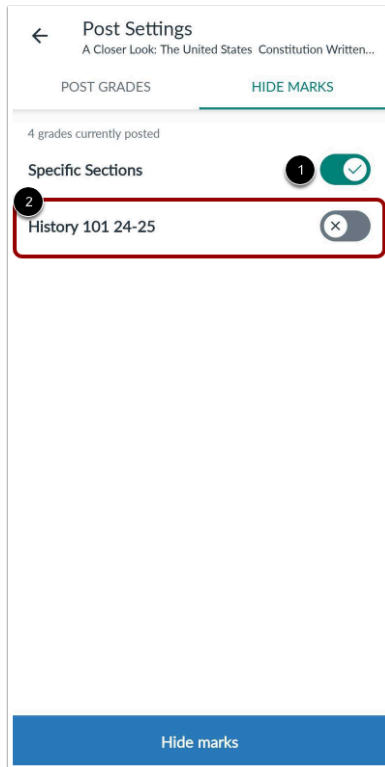 Post Settings
A Closer Look: The United States Constitution Written...
POST GRADES
HIDE MARKS
4 grades currently posted
Specific Sections
1
2
History 101 24-25
Hide marks